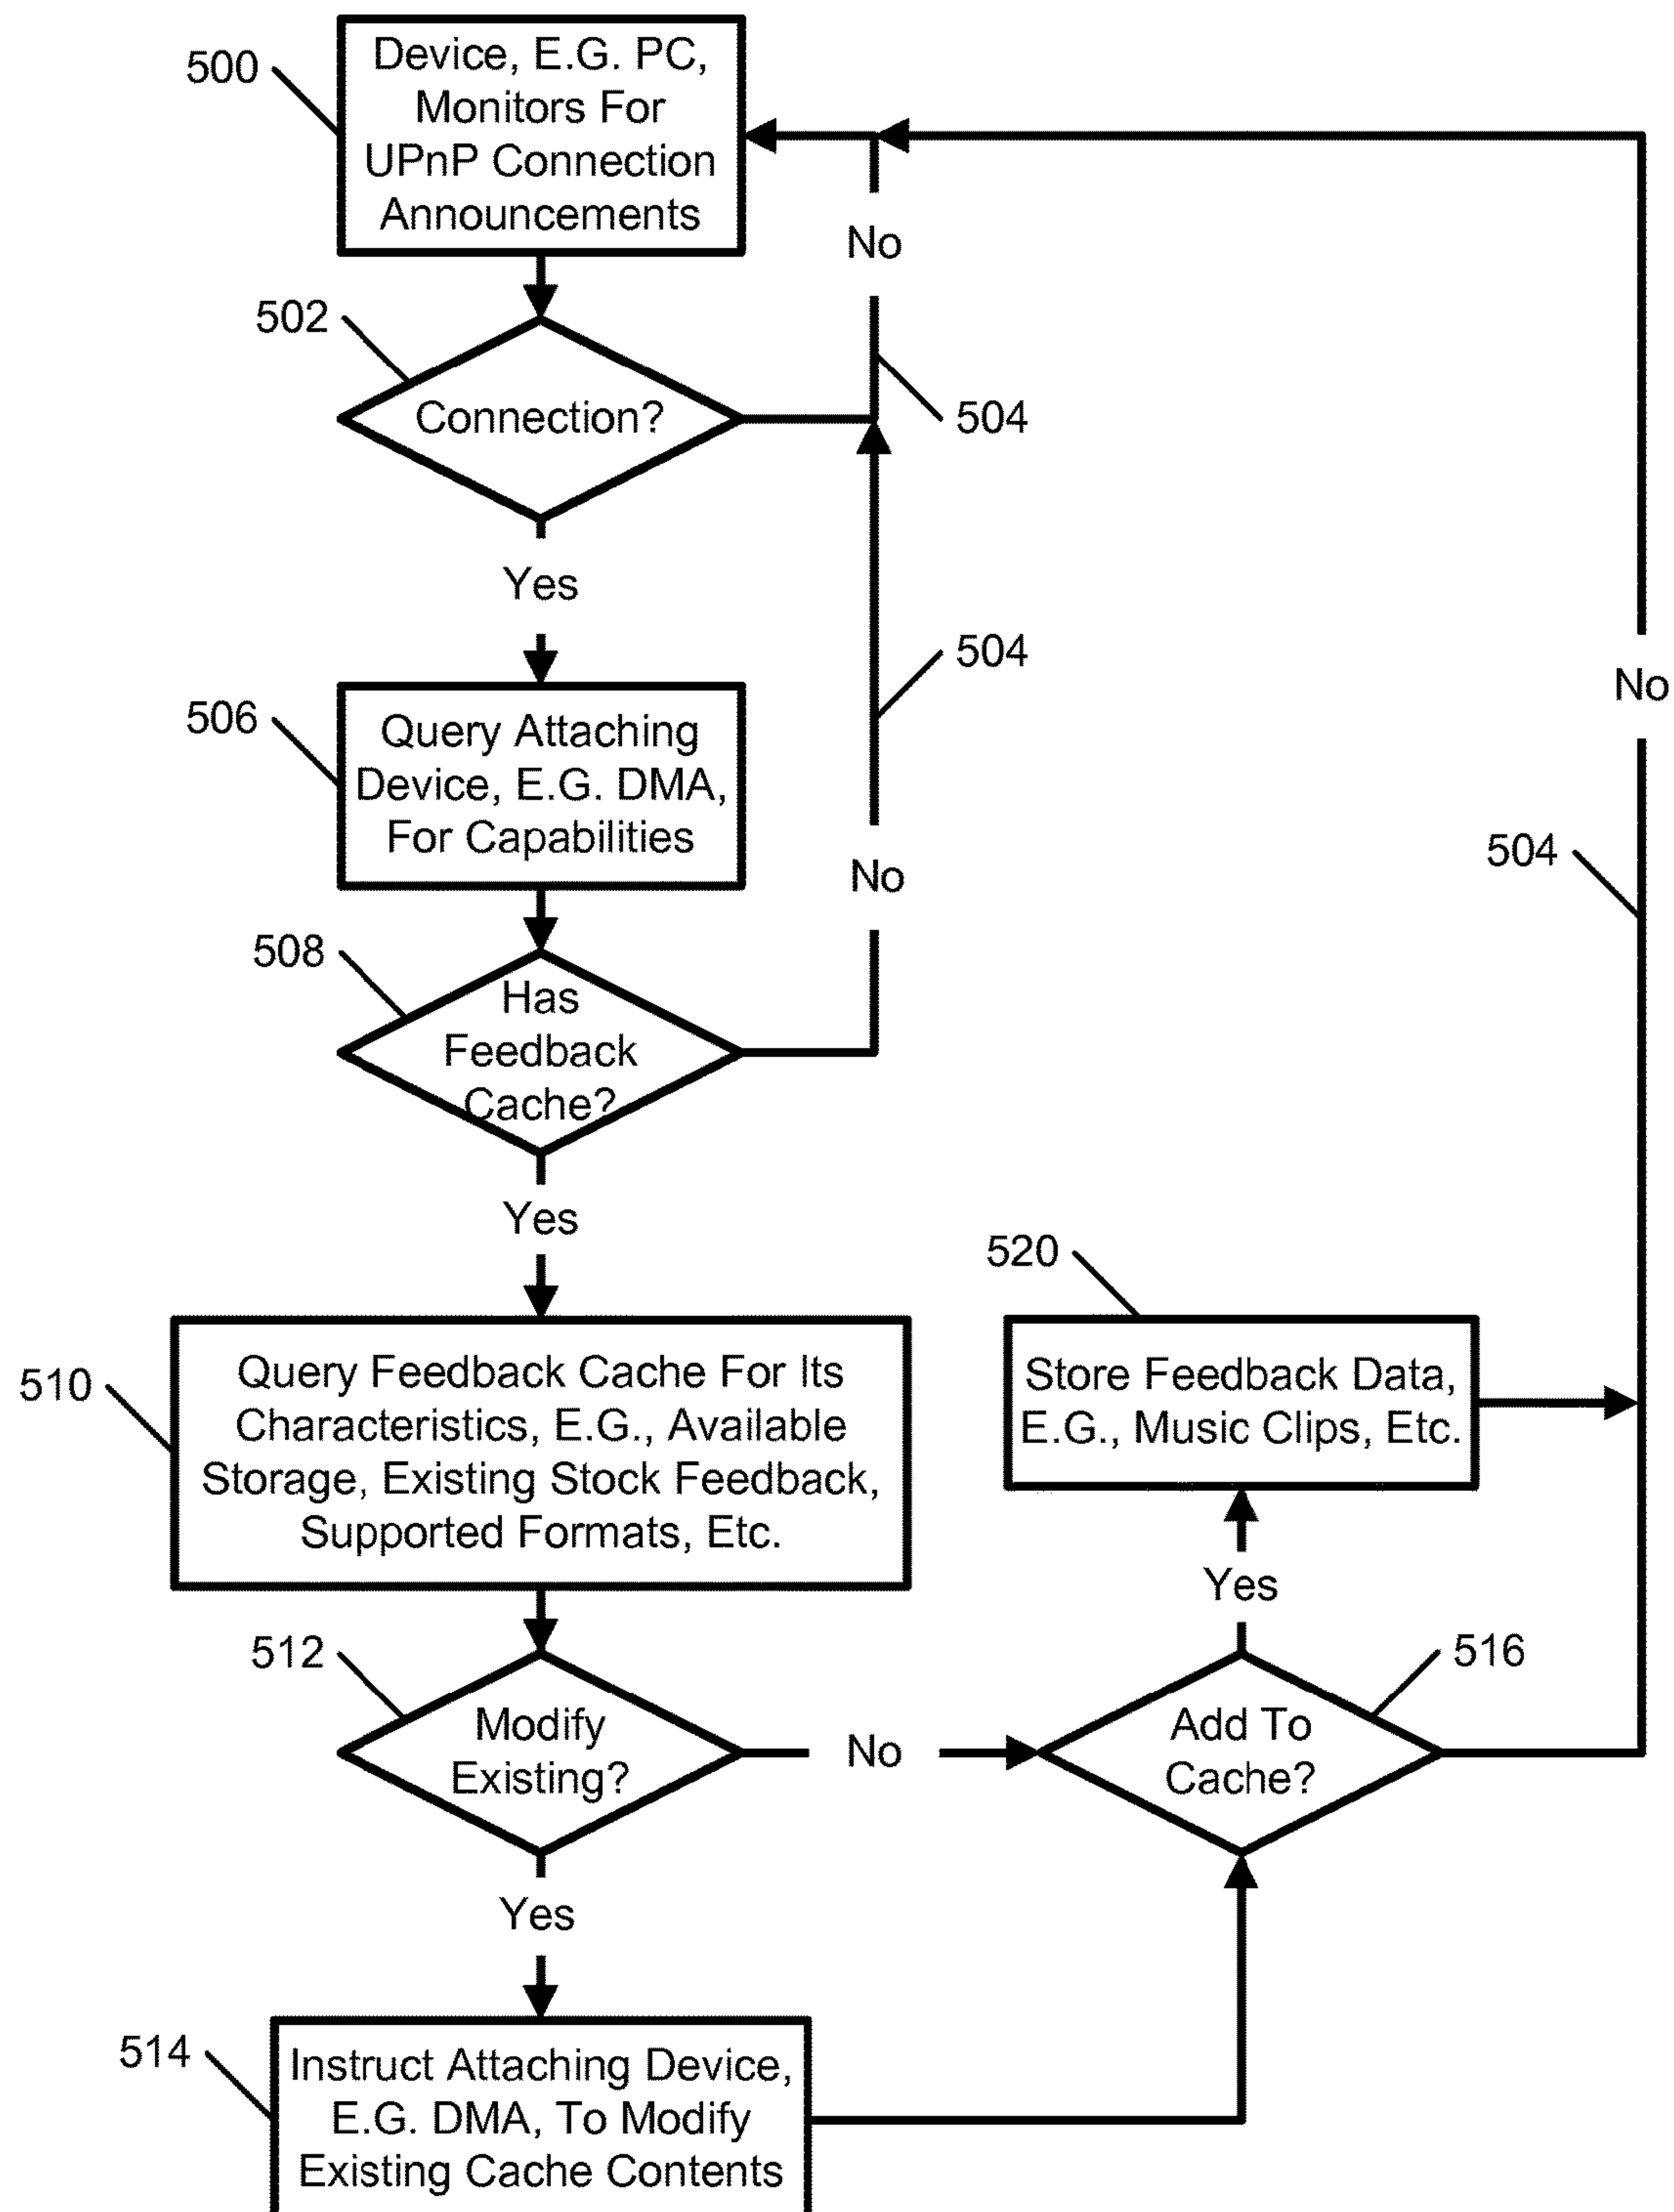 500
Device, E.G. PC,
Monitors For
UPnP Connection
Announcements
No
502
Connection?
504
Yes
504
No
506
Query Attaching
Device, E.G. DMA,
For Capabilities
504
No
508
Has
Feedback
Cache?
Yes
520
510
Query Feedback Cache For Its
Characteristics, E.G., Available
Storage, Existing Stock Feedback,
Supported Formats, Etc.
Store Feedback Data,
E.G., Music Clips, Etc.
Yes
512
Modify
Existing?
No
516
Add To
Cache?
Yes
514
Instruct Attaching Device,
E.G. DMA, To Modify
Existing Cache Contents